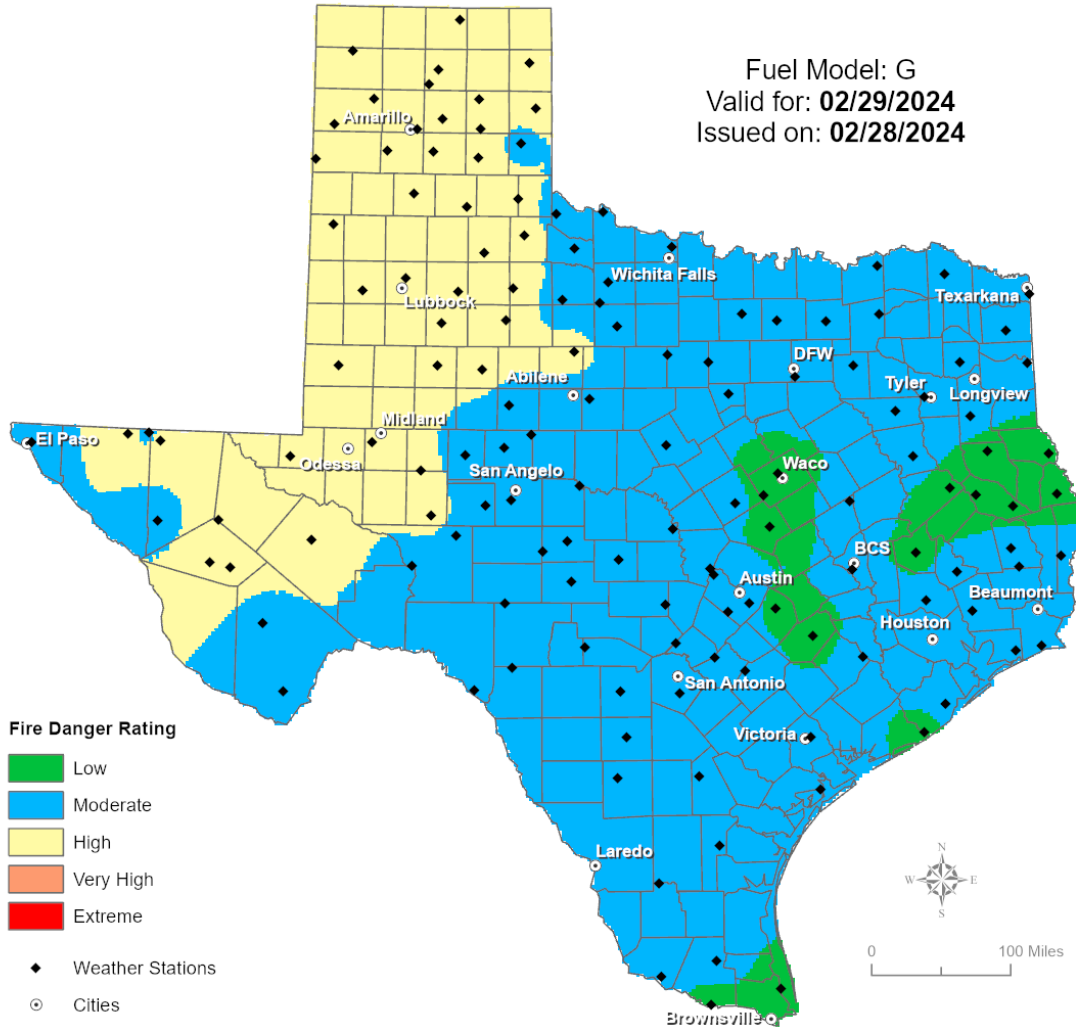 Fuel Model: G
Valid for: 02/29/2024
Issued on: 02/28/2024
Amarillo
Wichita Falls
Lubbock
Texarkana
DFW
Abilene
Tyler
Longview
Midland
El Paso
Odessa
San Angelo
Waco
BCS
Austin
Beaumont
Houston
San Antonio
Victoria
Laredo
Brownsville
Fire Danger Rating
Low
Moderate
High
Very High
Extreme
Weather Stations
Cities
N
W E
S
0 100 Miles